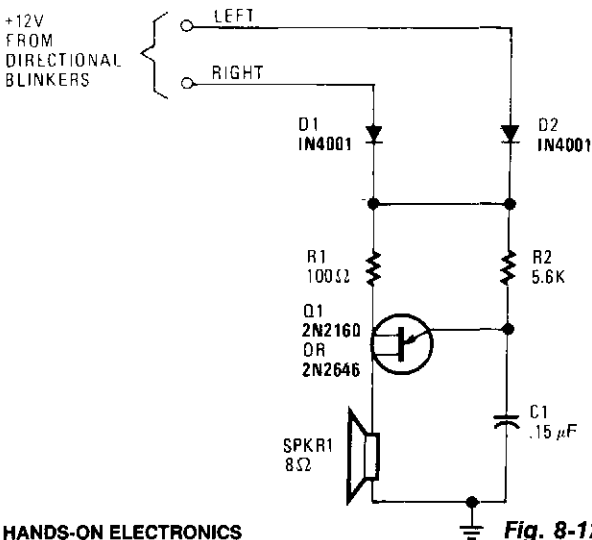 +12V
FROM
DIRECTIONAL
BLINKERS
LEFT
RIGHT
D1
IN4001
D2
IN4001
R1
100Ω
R2
5.6K
Q1
2N2160
OR
2N2646
C1
.15 µF
SPKR1
8Ω
HANDS-ON ELECTRONICS
Fig. 8-12